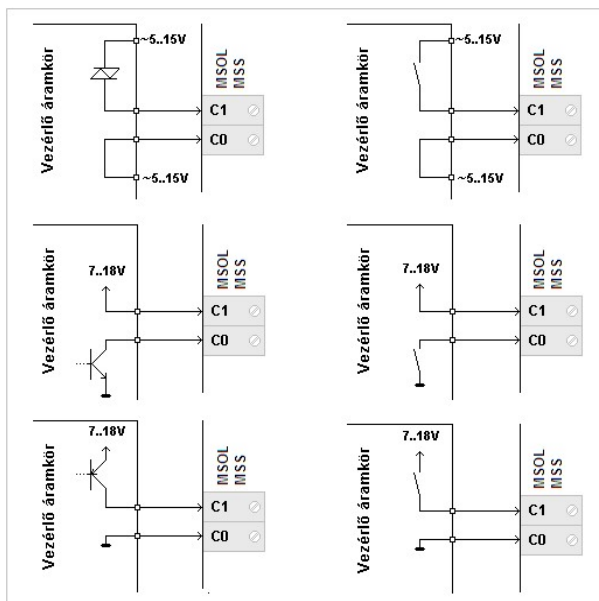 Vezérlő áramkör
~5..15V
MSOL
MSS
C1
C0
~5..15V
Vezérlő áramkör
~5..15V
MSOL
MSS
C1
C0
~5..15V
Vezérlő áramkör
7..18V
MSOL
MSS
C1
C0
Vezérlő áramkör
7..18V
MSOL
MSS
C1
C0
Vezérlő áramkör
7..18V
MSOL
MSS
C1
C0
Vezérlő áramkör
7..18V
MSOL
MSS
C1
C0